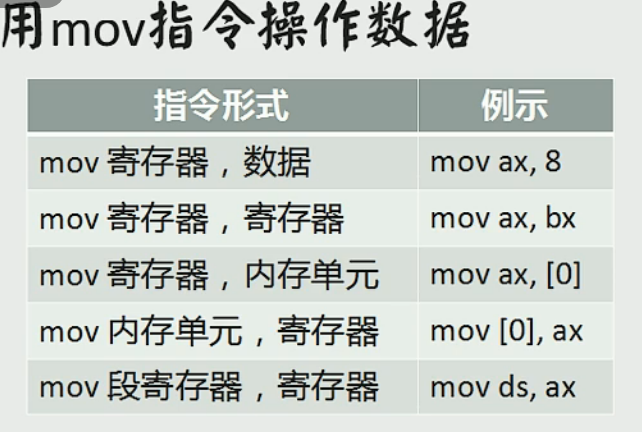 用mov指令操作数据
指令形式 例示
mov 寄存器，数据 mov ax, 8
mov 寄存器，寄存器 mov ax, bx
mov 寄存器，内存单元 mov ax, [0]
mov 内存单元，寄存器 mov [0], ax
mov 段寄存器，寄存器 mov ds, ax